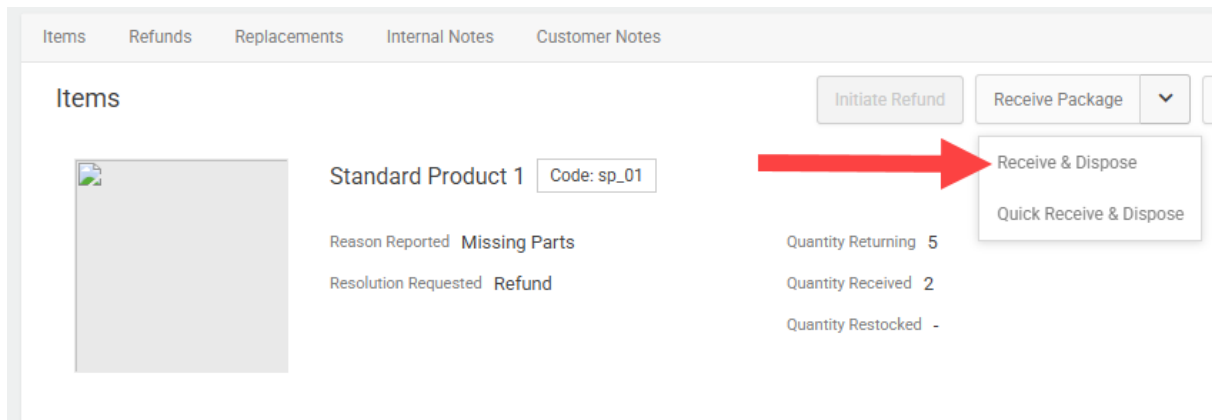 Items Refunds Replacements Internal Notes Customer Notes
Items
Initiate Refund
Receive Package
Receive & Dispose
Quick Receive & Dispose
Standard Product 1
Code: sp_01
Reason Reported Missing Parts
Quantity Returning 5
Resolution Requested Refund
Quantity Received 2
Quantity Restocked -